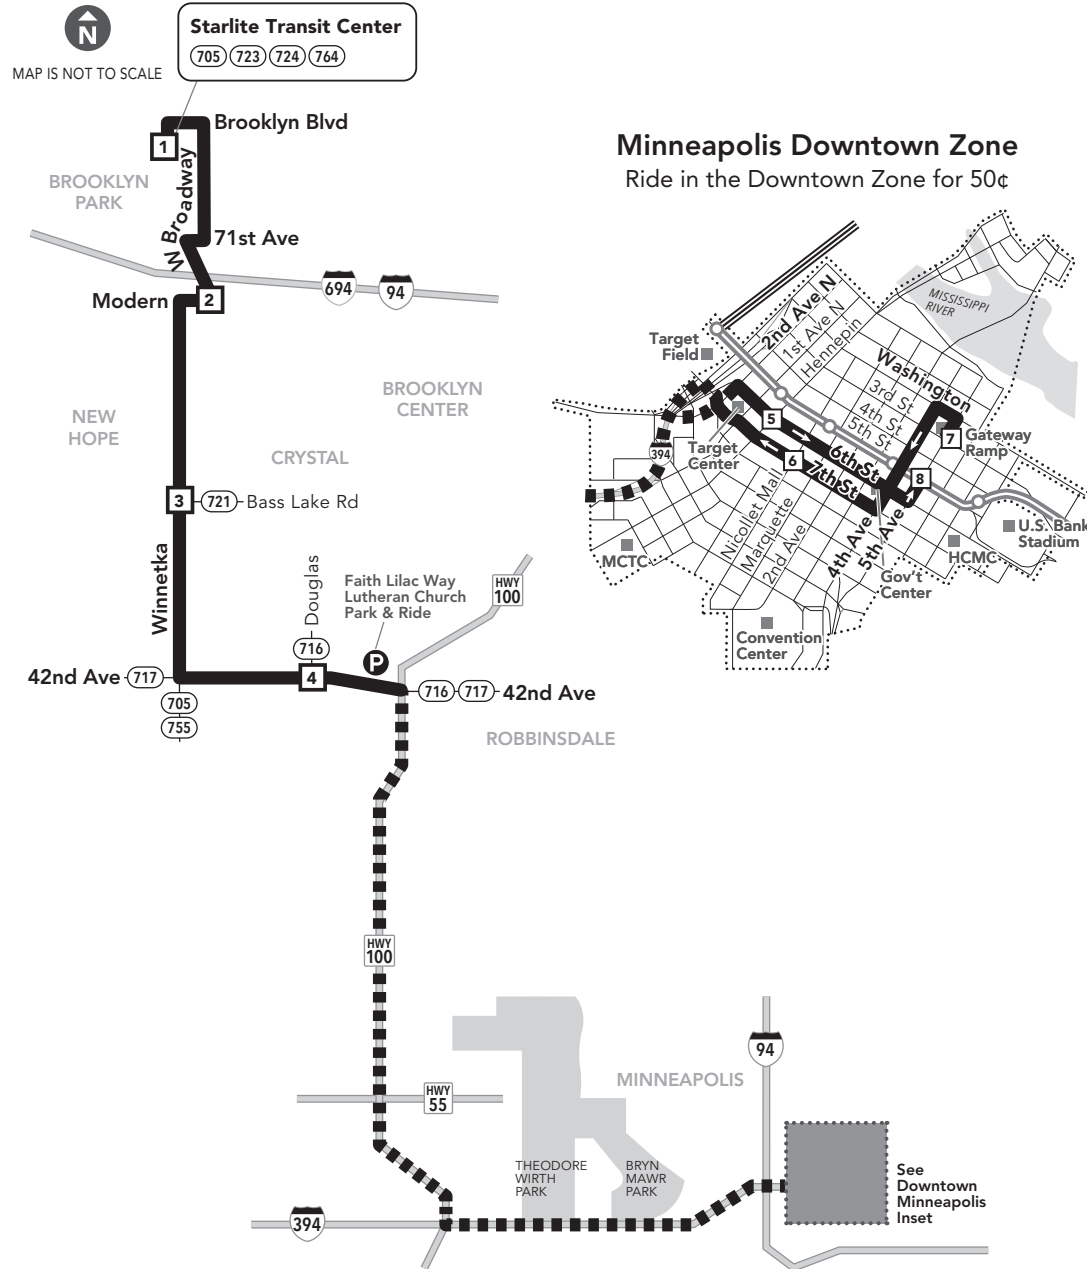 N
MAP IS NOT TO SCALE
Starlite Transit Center
705 723 724 764
1
Brooklyn Blvd
BROOKLYN
PARK
W Broadway
71st Ave
694
94
Modern
2
NEW
HOPE
BROOKLYN
CENTER
CRYSTAL
3
721
Bass Lake Rd
Winnetka
Douglas
716
Faith Lilac Way
Lutheran Church
Park & Ride
P
HWY
100
42nd Ave
717
4
705
755
716 717
42nd Ave
ROBBINSDALE
HWY
100
HWY
55
MINNEAPOLIS
94
THEODORE
WIRTH
PARK
BRYN
MAWR
PARK
394
See
Downtown
Minneapolis
Inset
Minneapolis Downtown Zone
Ride in the Downtown Zone for 50¢
MISSISSIPPI
RIVER
2nd Ave N
1st Ave N
Hennepin
Target
Field
Washington
3rd St
4th St
5th St
5
6th St
6
7th St
7
Gateway
Ramp
8
394
Target
Center
Nicollet Mall
Marquette
2nd Ave
4th Ave
5th Ave
MCTC
Gov't
Center
HCMC
U.S. Bank
Stadium
Convention
Center